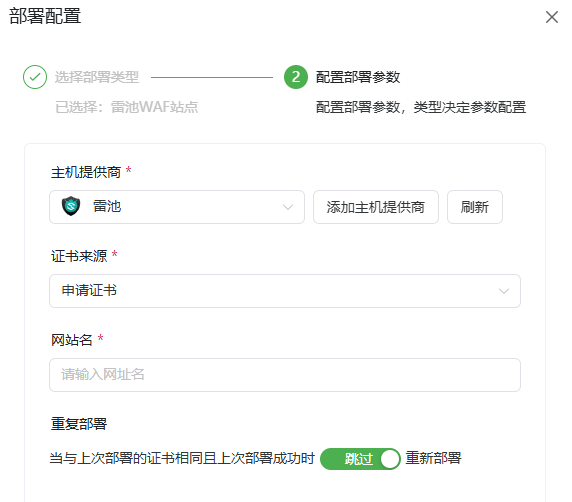 部署配置
选择部署类型
2 配置部署参数
已选择：雷池WAF站点
配置部署参数，类型决定参数配置
主机提供商 *
雷池 添加主机提供商 刷新
证书来源 *
申请证书
网站名 *
请输入网址名
重复部署
当与上次部署的证书相同且上次部署成功时 跳过 重新部署